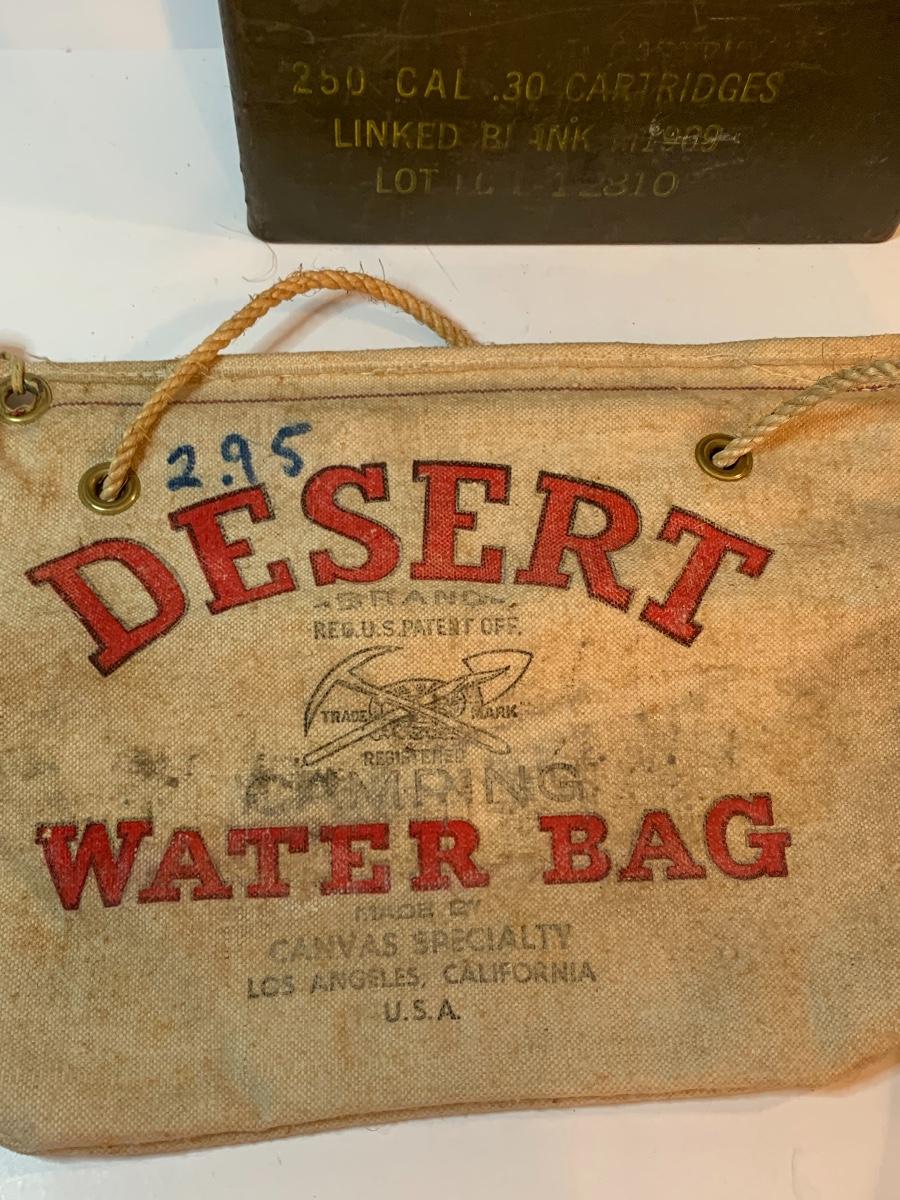 250 CAL .30 CARTRIDGES
LINKED BLANK M1909
LOT
2.95
DESERT
-BRAND-
REG.U.S.PATENT OFF.
TRADE MARK
REGISTERED
CAMPING
WATER BAG
MADE BY
CANVAS SPECIALTY
LOS ANGELES, CALIFORNIA
U.S.A.